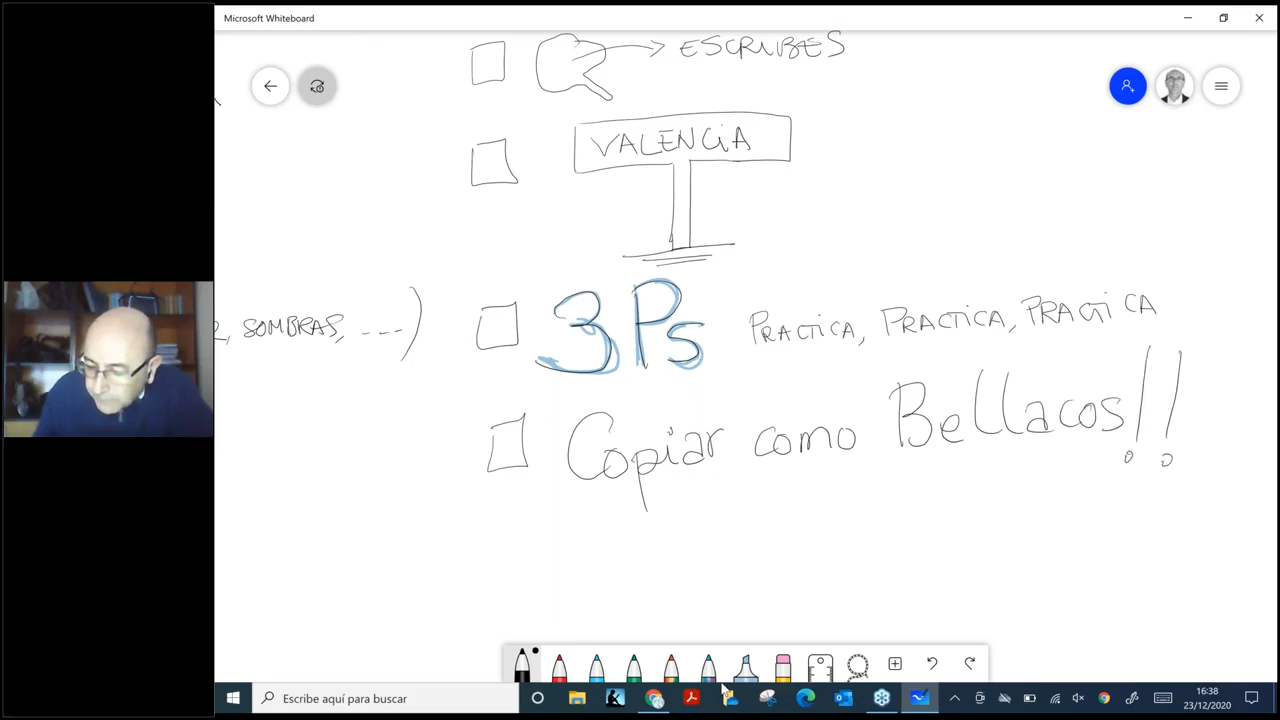 Microsoft Whiteboard
ESCRIBES
VALENCIA
, SOMBRAS, ....)
3Ps PRACTICA, PRACTICA, PRACTICA
Copiar como Bellacos!!
Escribe aquí para buscar
16:38
23/12/2020